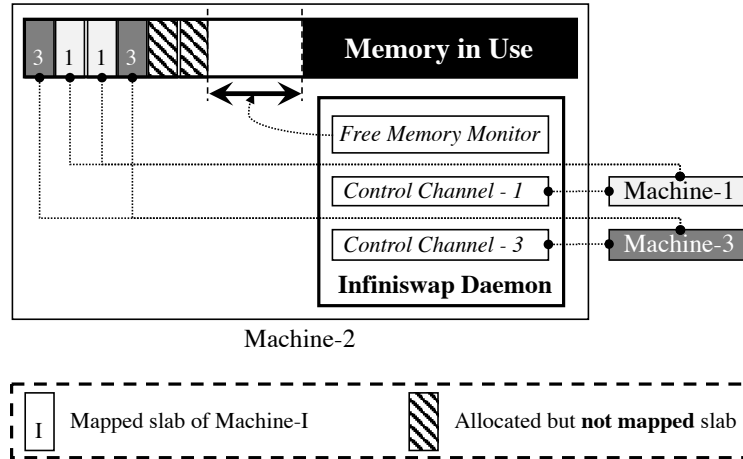 3 1 1 3
Memory in Use
Free Memory Monitor
Control Channel - 1
Machine-1
Control Channel - 3
Machine-3
Infiniswap Daemon
Machine-2
I Mapped slab of Machine-I
Allocated but not mapped slab